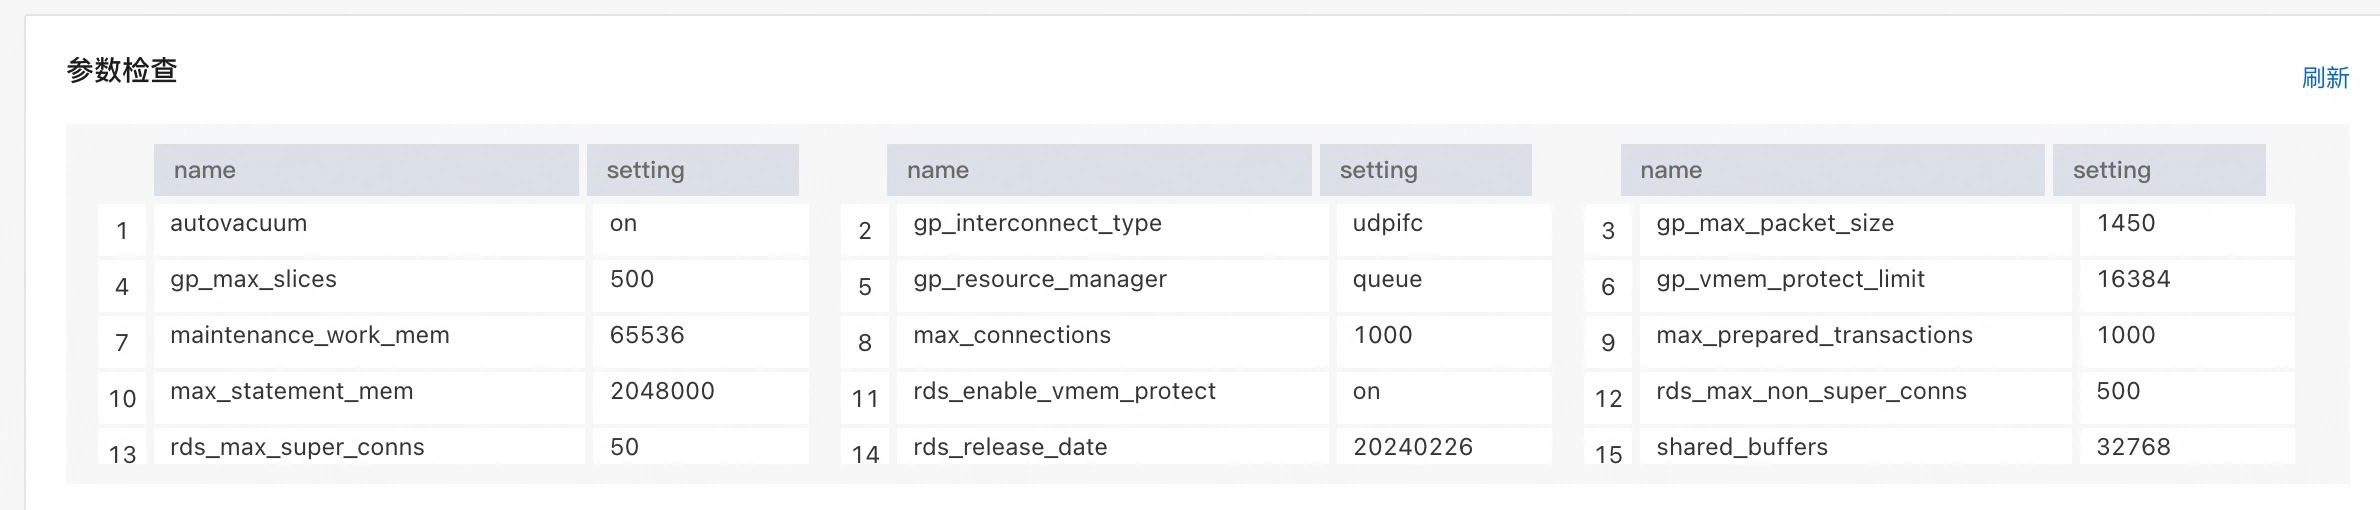 参数检查
刷新
name setting name setting name setting
1 autovacuum on 2 gp_interconnect_type udpifc 3 gp_max_packet_size 1450
4 gp_max_slices 500 5 gp_resource_manager queue 6 gp_vmem_protect_limit 16384
7 maintenance_work_mem 65536 8 max_connections 1000 9 max_prepared_transactions 1000
10 max_statement_mem 2048000 11 rds_enable_vmem_protect on 12 rds_max_non_super_conns 500
13 rds_max_super_conns 50 14 rds_release_date 20240226 15 shared_buffers 32768